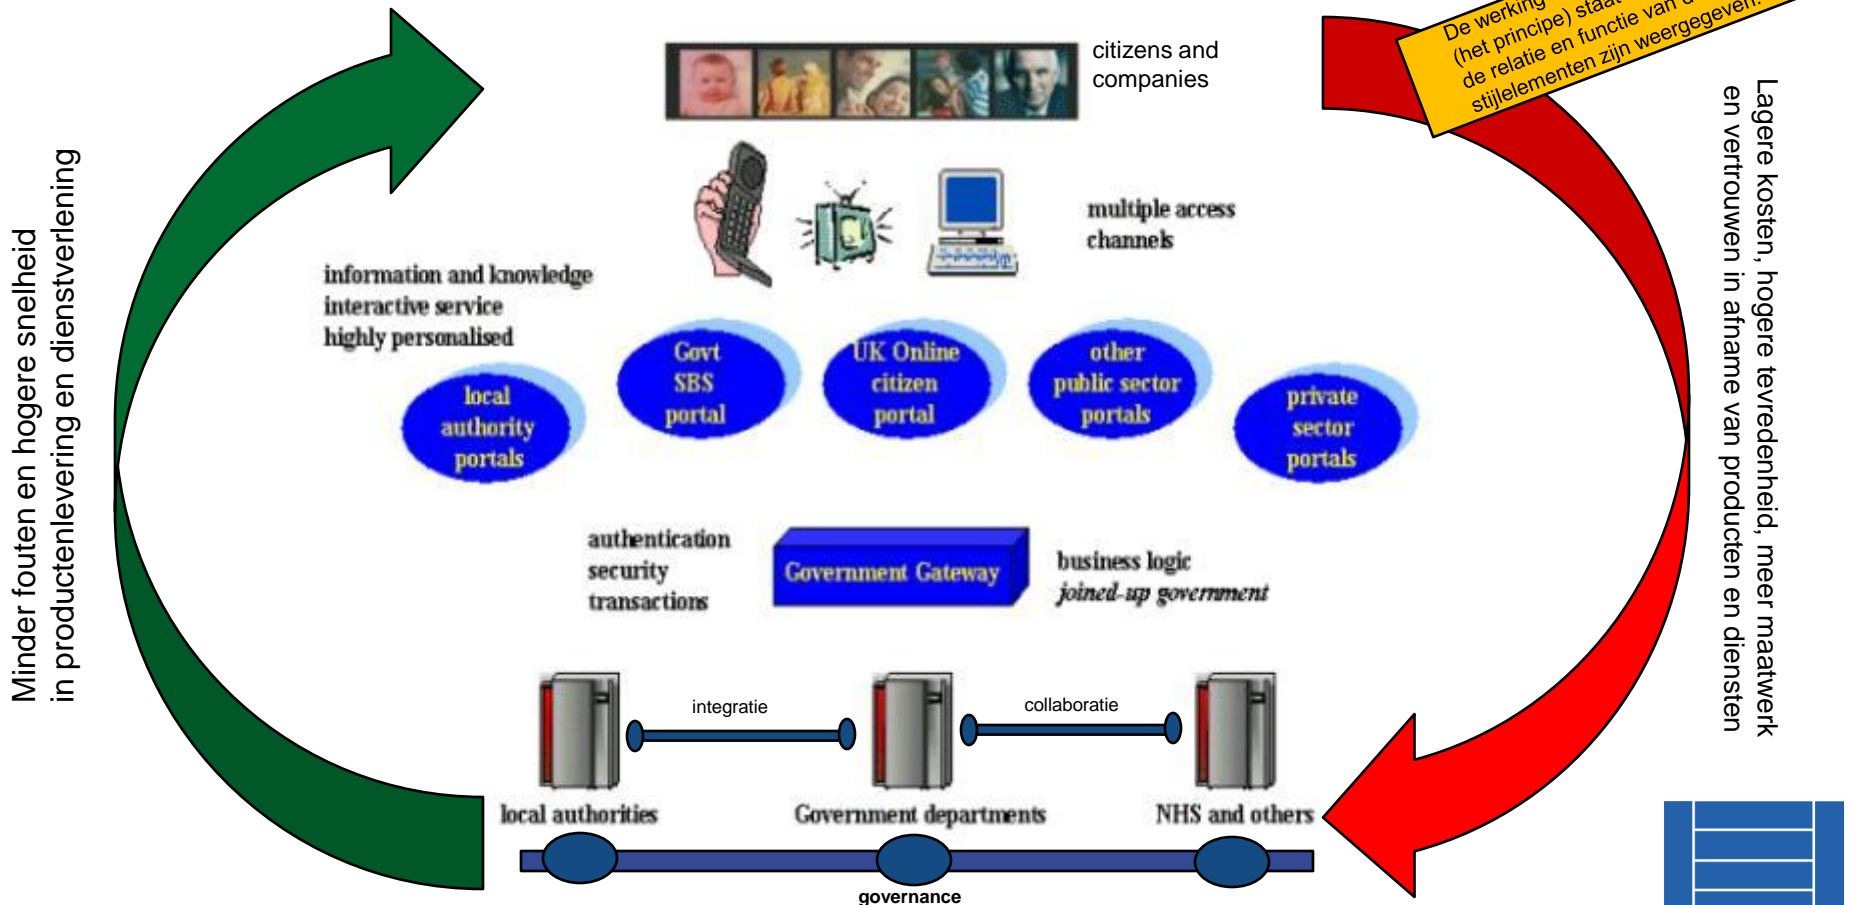 De werking
(het principe) staat
de relatie en functie van d
stijlelementen zijn weergegeven.
citizens and
companies
multiple access
channels
information and knowledge
interactive service
highly personalised
local
authority
portals
Govt
SBS
portal
UK Online
citizen
portal
other
public sector
portals
private
sector
portals
authentication
security
transactions
Government Gateway
business logic
joined-up government
integratie
collaboratie
local authorities
Government departments
NHS and others
governance
Minder fouten en hogere snelheid
in productenlevering en dienstverlening
Lagere kosten, hogere tevredenheid, meer maatwerk
en vertrouwen in afname van producten en diensten